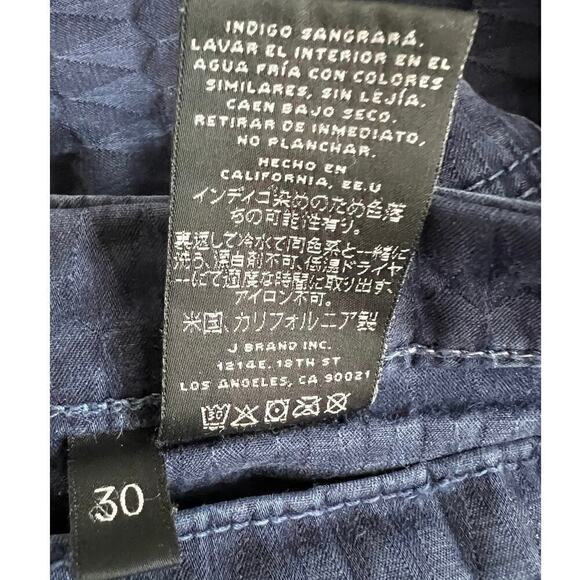 INDIGO SANGRARÁ.
LAVAR EL INTERIOR EN EL
AGUA FRÍA CON COLORES
SIMILARES, SIN LEJÍA.
CAEN BAJO SECO.
RETIRAR DE INMEDIATO,
NO PLANCHAR.
HECHO EN
CALIFORNIA, EE.U
インディゴ染めのため色落
ちの可能性有り。
裏返して冷水で同色系と一緒に
洗う、漂白剤不可、低温ドライヤ
ーにて適度な時間に取り出す、
アイロン不可。
米国、カリフォルニア製
J BRAND INC.
1214E. 18TH ST
LOS ANGELES, CA 90021
30